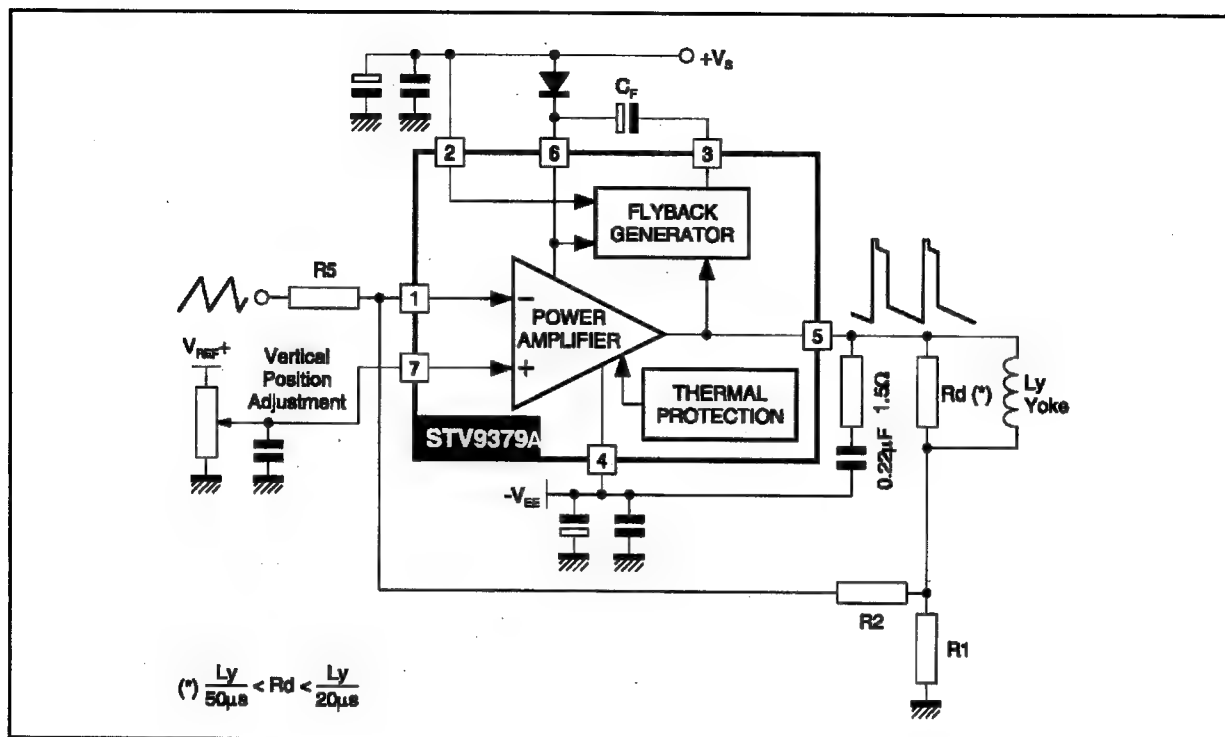 +VS
CF
2
6
3
FLYBACK
GENERATOR
R5
1
−
POWER
AMPLIFIER
5
VREF+
Vertical
Position
Adjustment
7
+
THERMAL
PROTECTION
Rd (*)
Ly
Yoke
0.22µF 1.5Ω
STV9379A
4
-VEE
R2
R1
(*) Ly/50µs < Rd < Ly/20µs